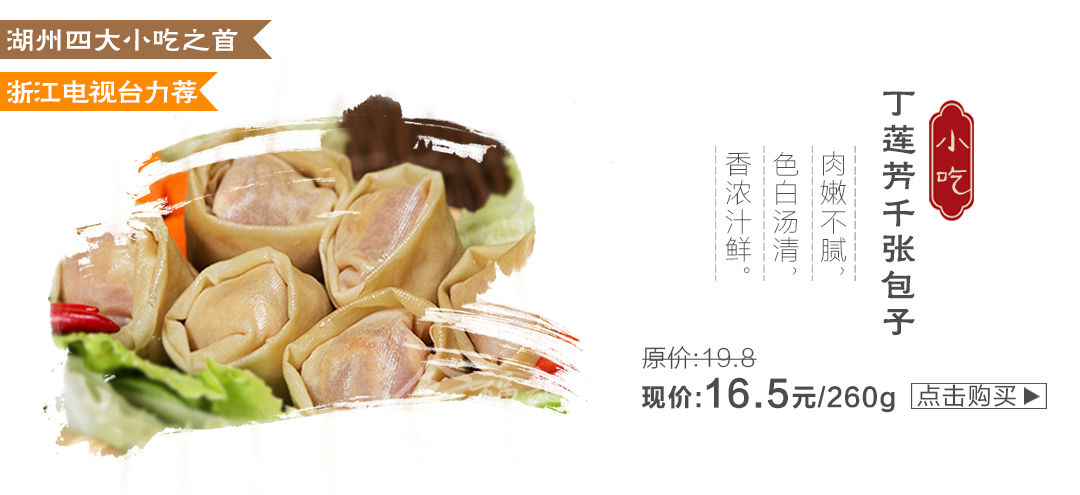 湖州四大小吃之首
浙江电视台力荐
小吃
丁莲芳千张包子
肉嫩不腻，
色白汤清，
香浓汁鲜。
原价:19.8
现价:16.5元/260g
点击购买▶